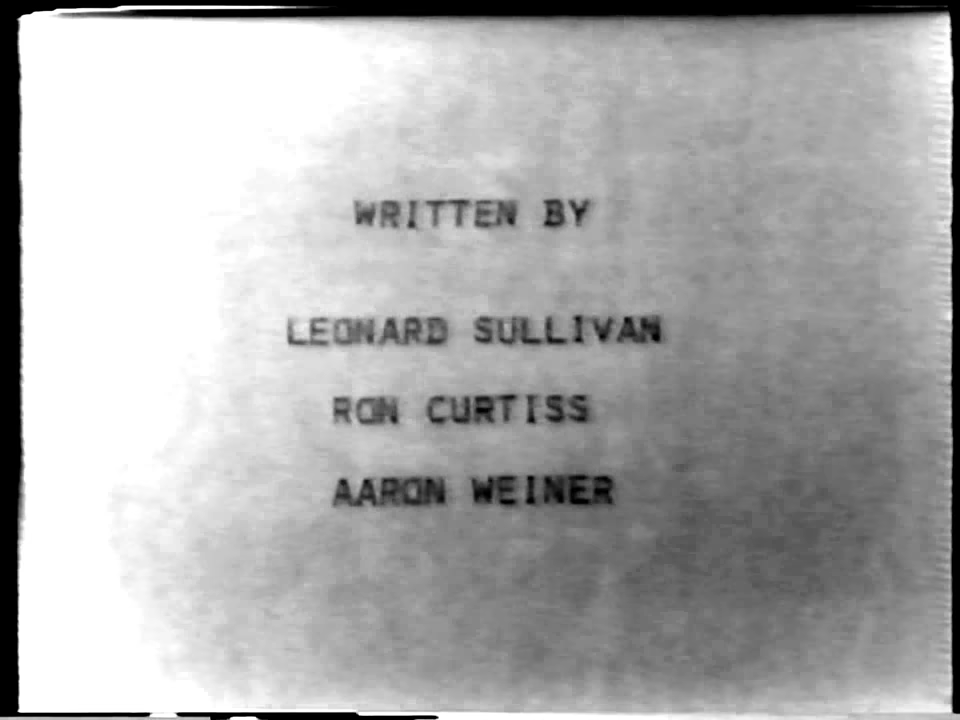 WRITTEN BY
LEONARD SULLIVAN
RON CURTISS
AARON WEINER